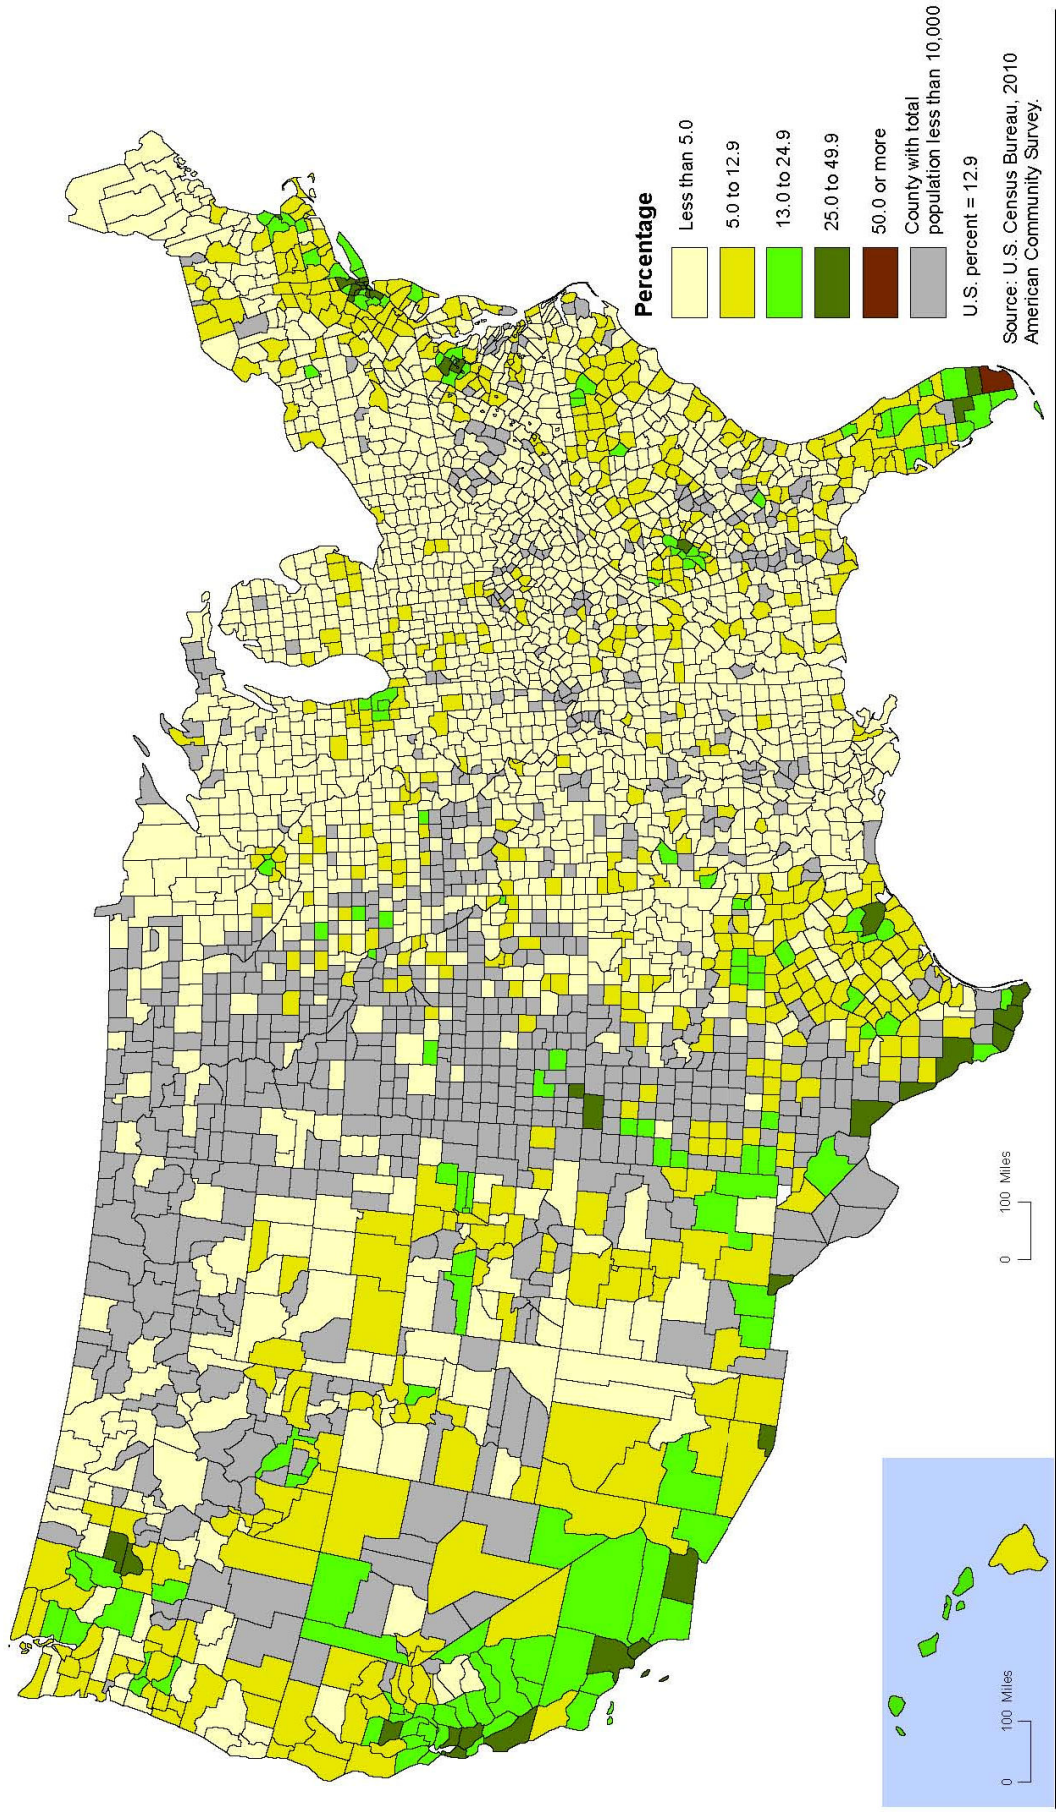 Percentage
Less than 5.0
5.0 to 12.9
13.0 to 24.9
25.0 to 49.9
50.0 or more
County with total
population less than 10,000
U.S. percent = 12.9
Source: U.S. Census Bureau, 2010
American Community Survey.
0 100 Miles
0 100 Miles